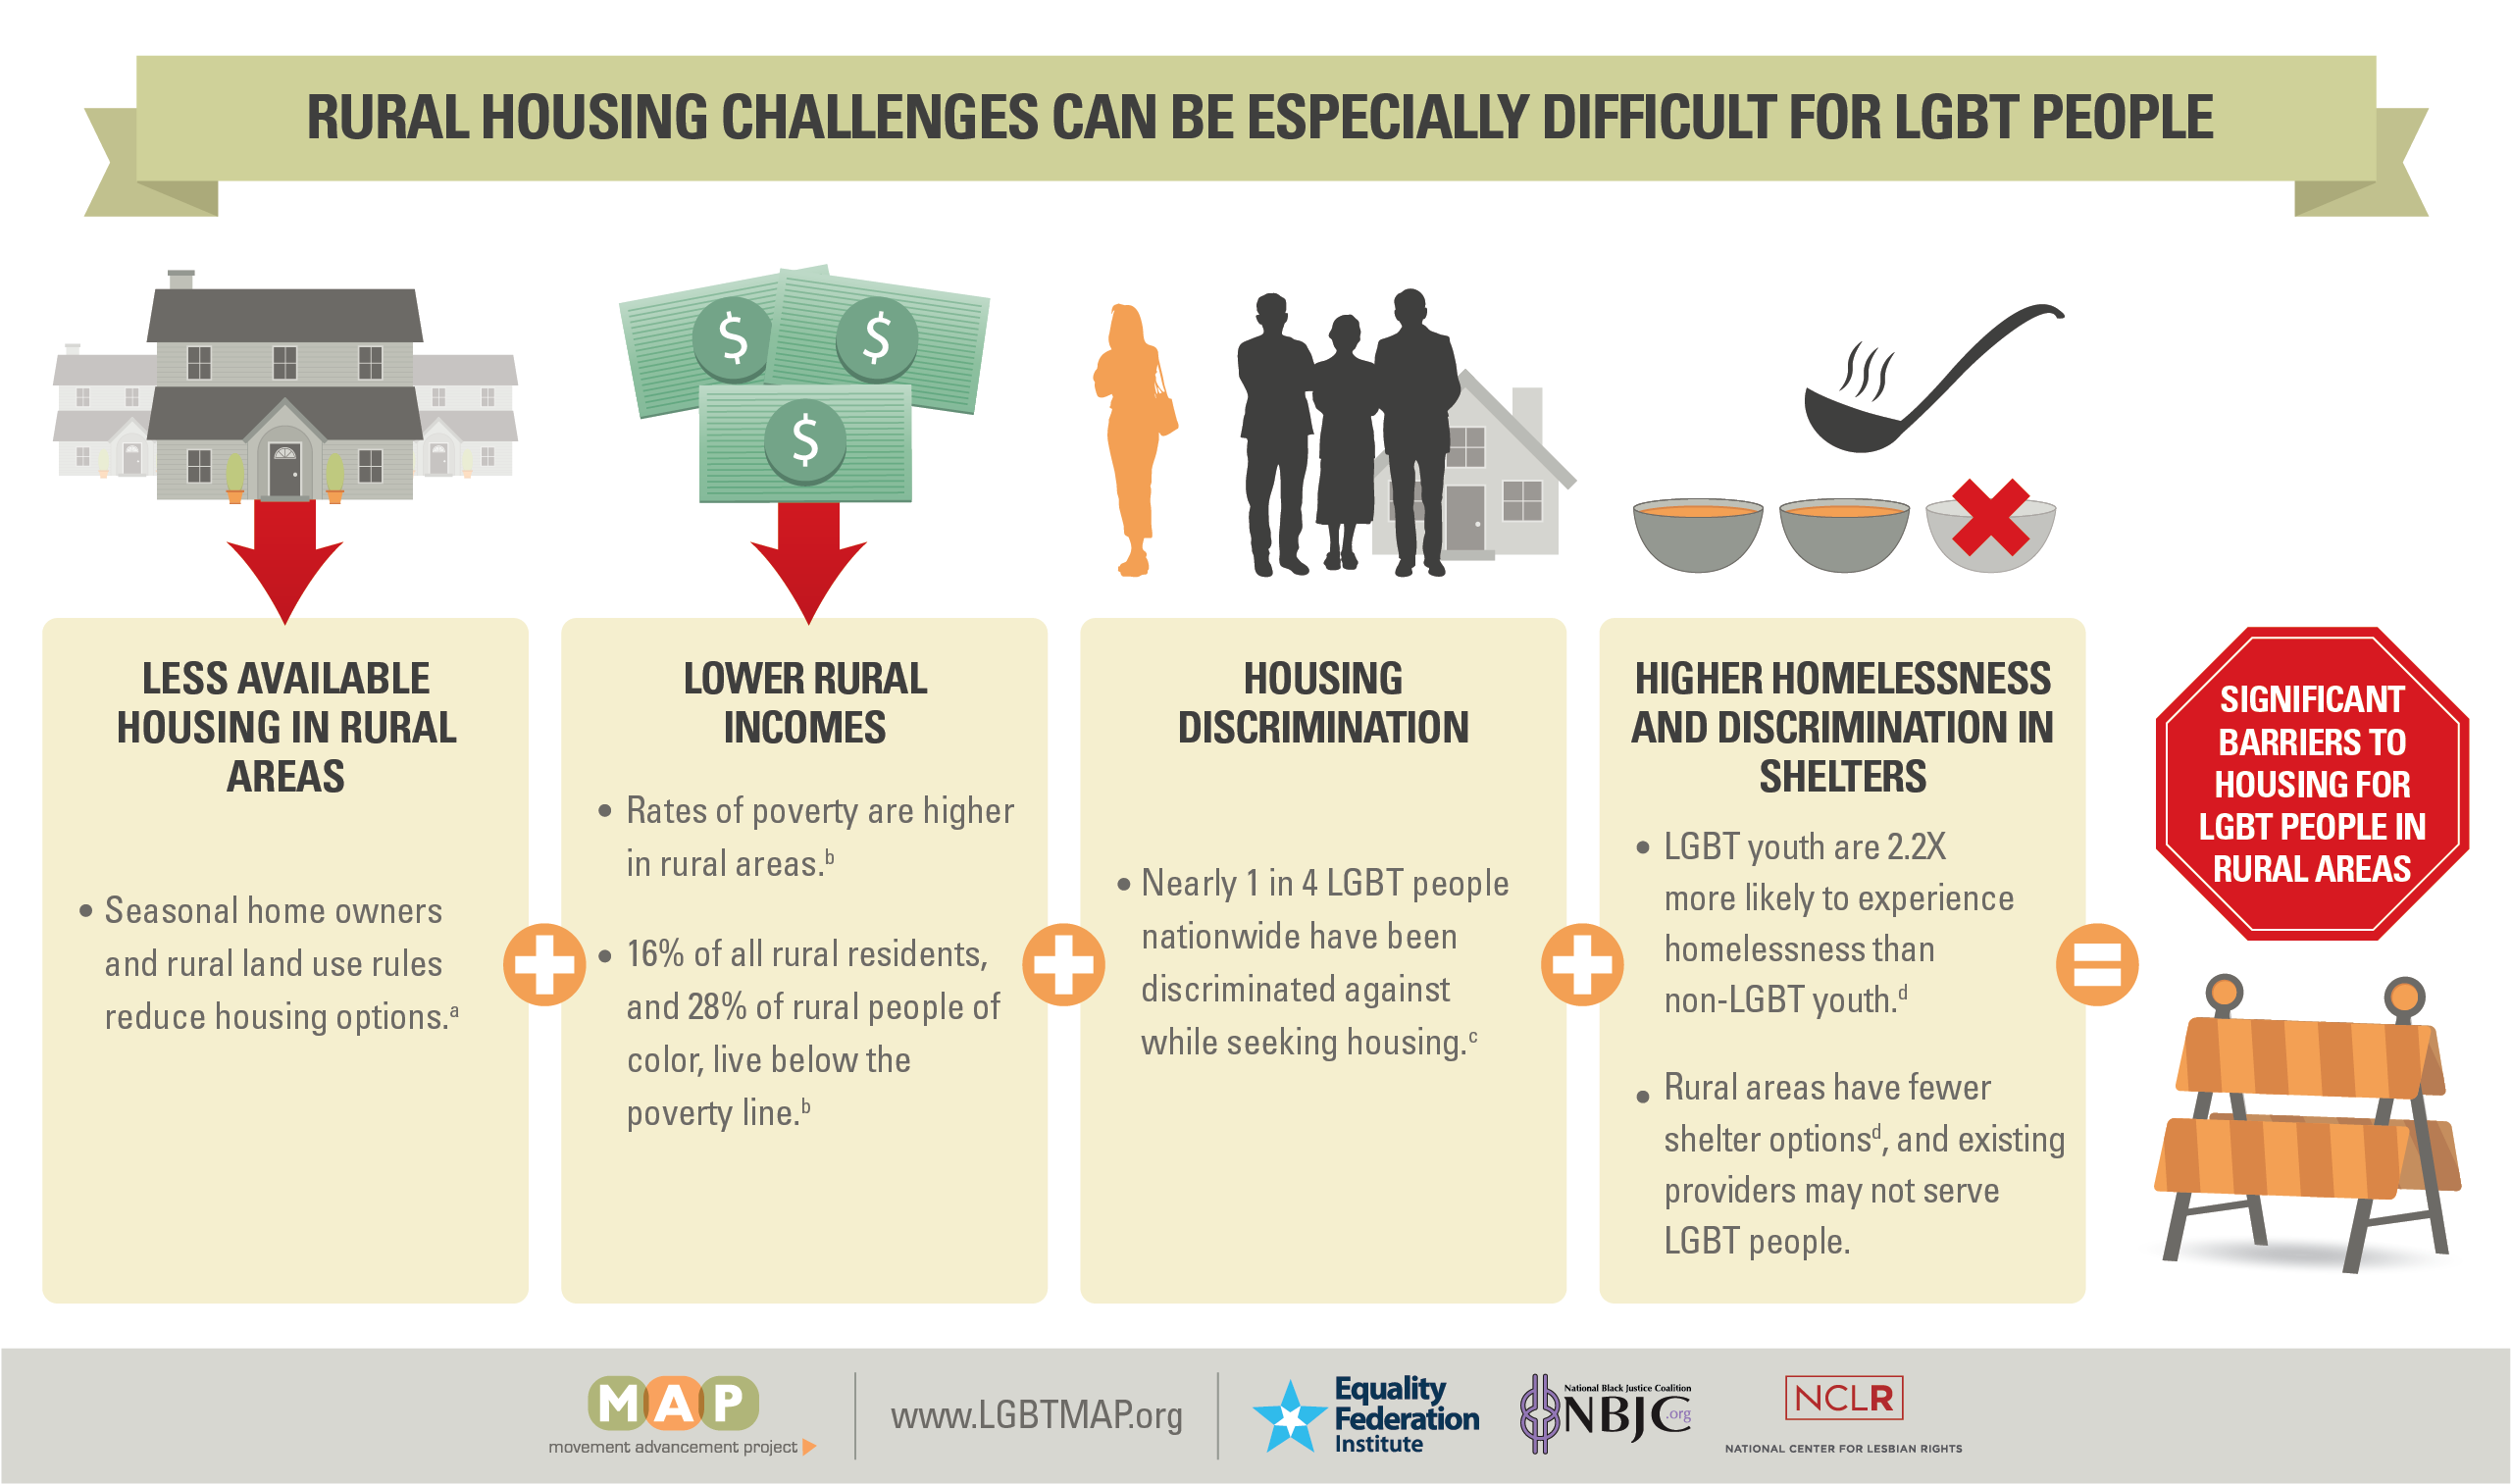 RURAL HOUSING CHALLENGES CAN BE ESPECIALLY DIFFICULT FOR LGBT PEOPLE
$
$
$
LESS AVAILABLE
HOUSING IN RURAL
AREAS
• Seasonal home owners
and rural land use rules
reduce housing options.a
LOWER RURAL
INCOMES
• Rates of poverty are higher
in rural areas.b
• 16% of all rural residents,
and 28% of rural people of
color, live below the
poverty line.b
HOUSING
DISCRIMINATION
• Nearly 1 in 4 LGBT people
nationwide have been
discriminated against
while seeking housing.c
HIGHER HOMELESSNESS
AND DISCRIMINATION IN
SHELTERS
• LGBT youth are 2.2X
more likely to experience
homelessness than
non-LGBT youth.d
• Rural areas have fewer
shelter optionsd, and existing
providers may not serve
LGBT people.
SIGNIFICANT
BARRIERS TO
HOUSING FOR
LGBT PEOPLE IN
RURAL AREAS
MAP
movement advancement project
www.LGBTMAP.org
Equality
Federation
Institute
National Black Justice Coalition
NBJC.org
NCLR
NATIONAL CENTER FOR LESBIAN RIGHTS